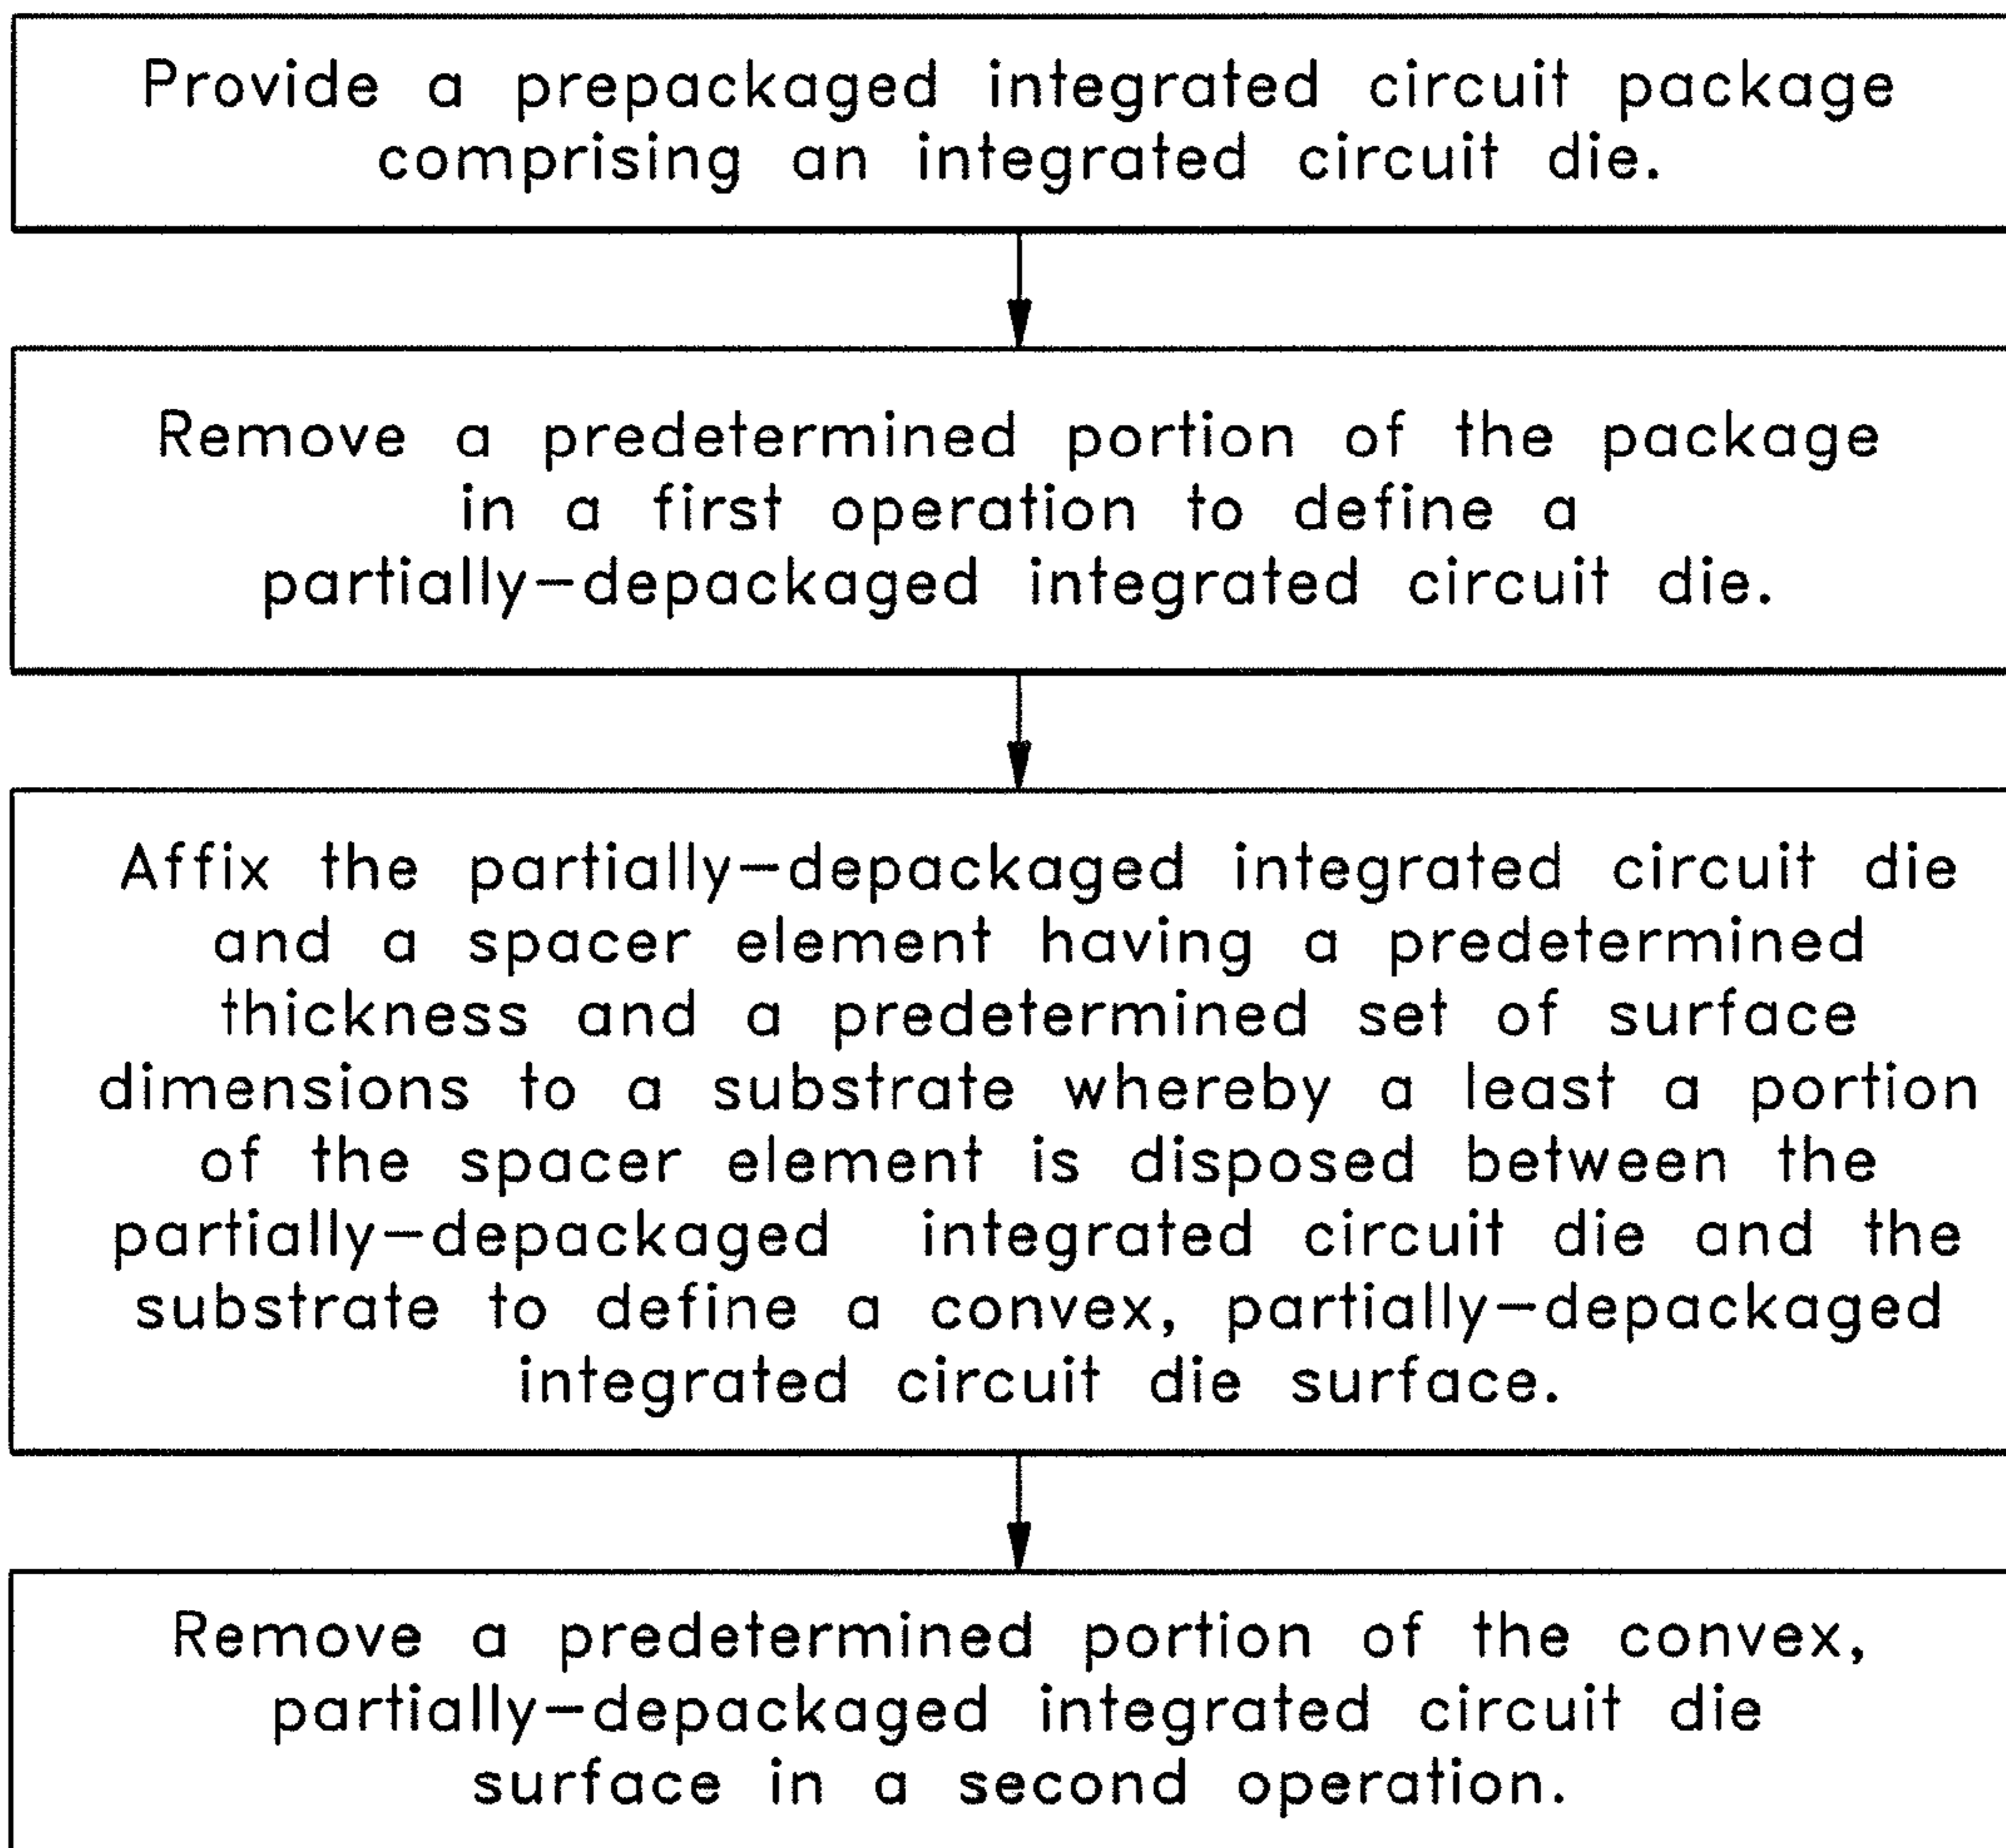 Provide a prepackaged integrated circuit package
comprising an integrated circuit die.
Remove a predetermined portion of the package
in a first operation to define a
partially-depackaged integrated circuit die.
Affix the partially-depackaged integrated circuit die
and a spacer element having a predetermined
thickness and a predetermined set of surface
dimensions to a substrate whereby a least a portion
of the spacer element is disposed between the
partially-depackaged integrated circuit die and the
substrate to define a convex, partially-depackaged
integrated circuit die surface.
Remove a predetermined portion of the convex,
partially-depackaged integrated circuit die
surface in a second operation.